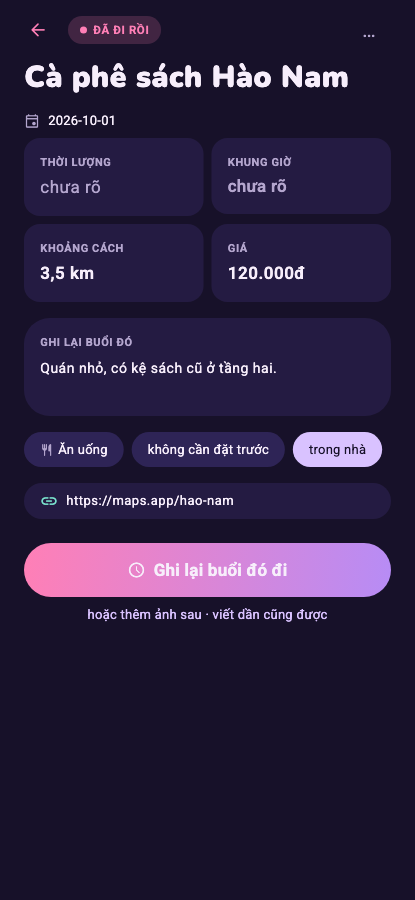 ĐÃ ĐI RỒI
...
Cà phê sách Hào Nam
2026-10-01
THỜI LƯỢNG
chưa rõ
KHUNG GIỜ
chưa rõ
KHOẢNG CÁCH
3,5 km
GIÁ
120.000đ
GHI LẠI BUỔI ĐÓ
Quán nhỏ, có kệ sách cũ ở tầng hai.
Ăn uống
không cần đặt trước
trong nhà
https://maps.app/hao-nam
Ghi lại buổi đó đi
hoặc thêm ảnh sau · viết dần cũng được